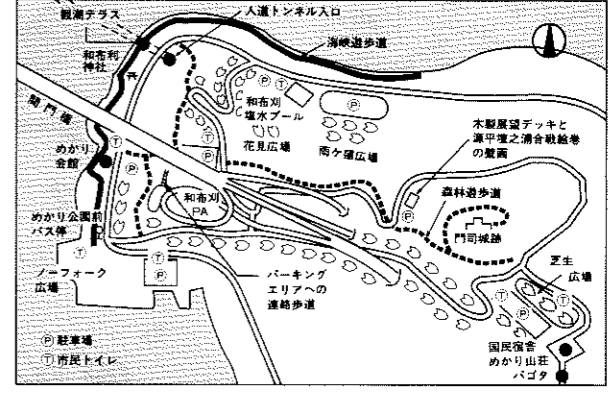 観潮テラス
人道トンネル入口
和布利
神社
海峡遊歩道
関門橋
Ⓟ Ⓣ
和布刈
塩水プール
花見広場
Ⓟ
雨ケ窪広場
木製展望デッキと
源平壇之浦合戦絵巻
の壁画
めかり
会館
Ⓣ
Ⓟ
Ⓣ
Ⓟ
和布刈
PA
森林遊歩道
Ⓟ
門司城跡
めかり公園前
バス停
Ⓟ
Ⓣ
芝生
広場
ノーフォーク
広場
Ⓣ
Ⓣ
Ⓟ
パーキング
エリアへの
連絡歩道
Ⓣ
Ⓟ
Ⓣ
Ⓟ駐車場
Ⓣ市民トイレ
国民宿舎
めかり山荘
パゴタ